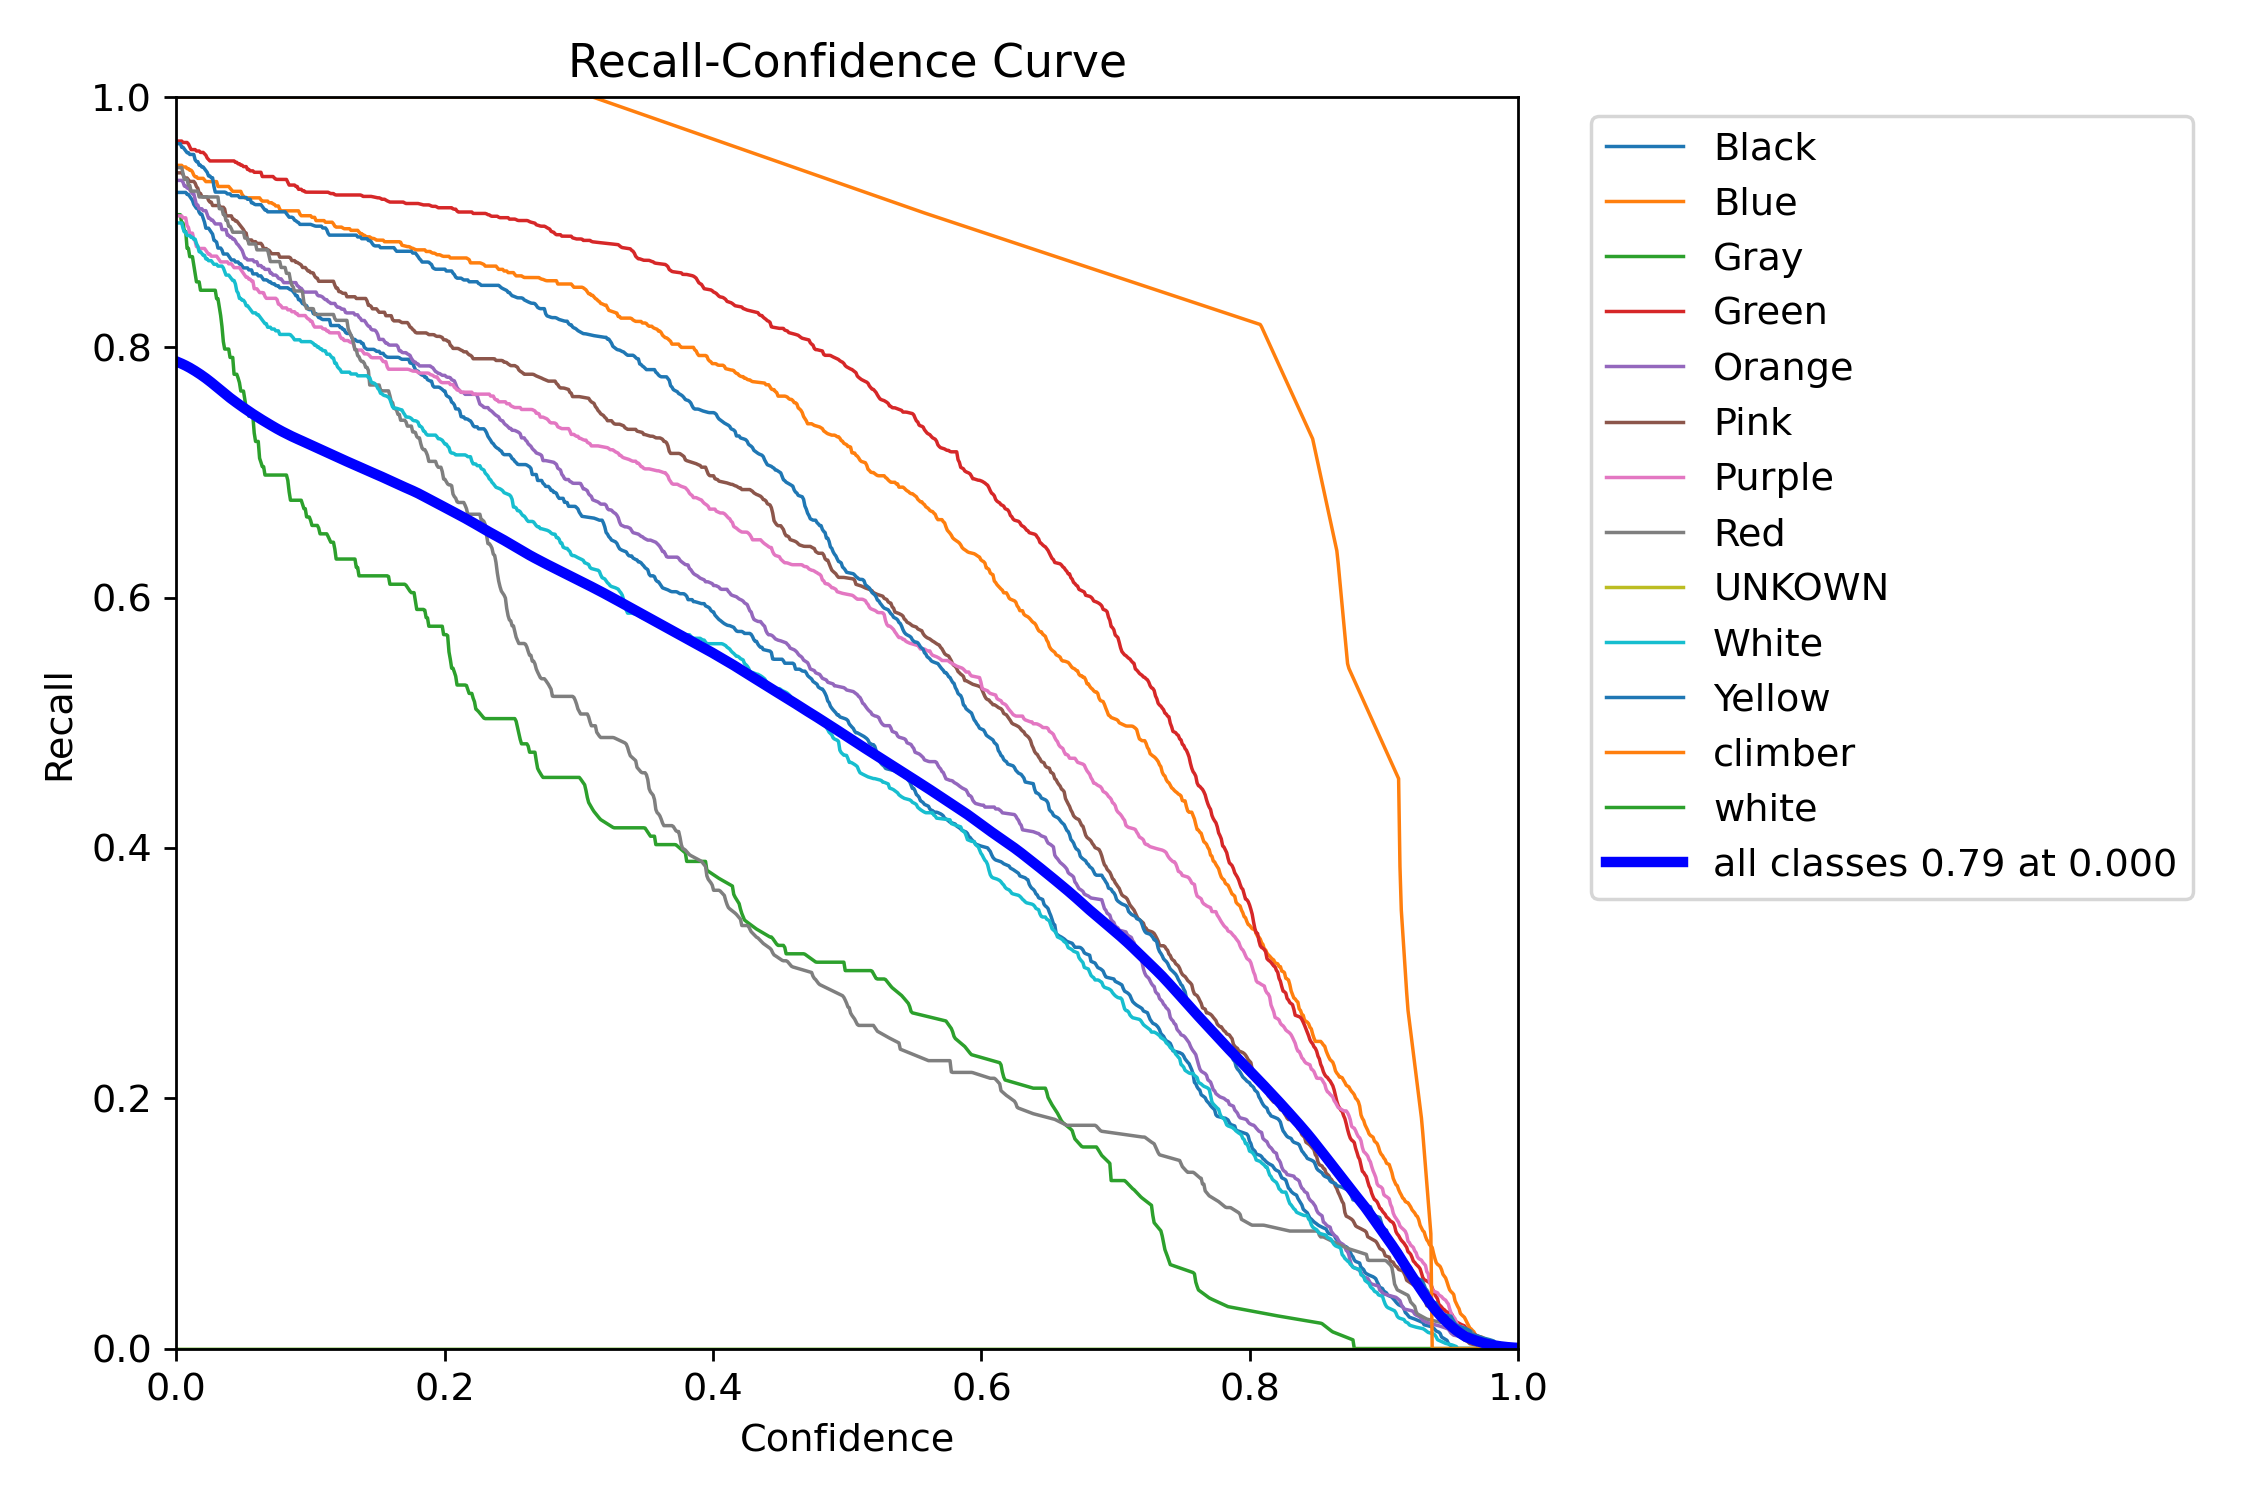 Recall-Confidence Curve
1.0
0.8
0.6
0.4
0.2
0.0
Recall
0.0 0.2 0.4 0.6 0.8 1.0
Confidence
Black
Blue
Gray
Green
Orange
Pink
Purple
Red
UNKOWN
White
Yellow
climber
white
all classes 0.79 at 0.000